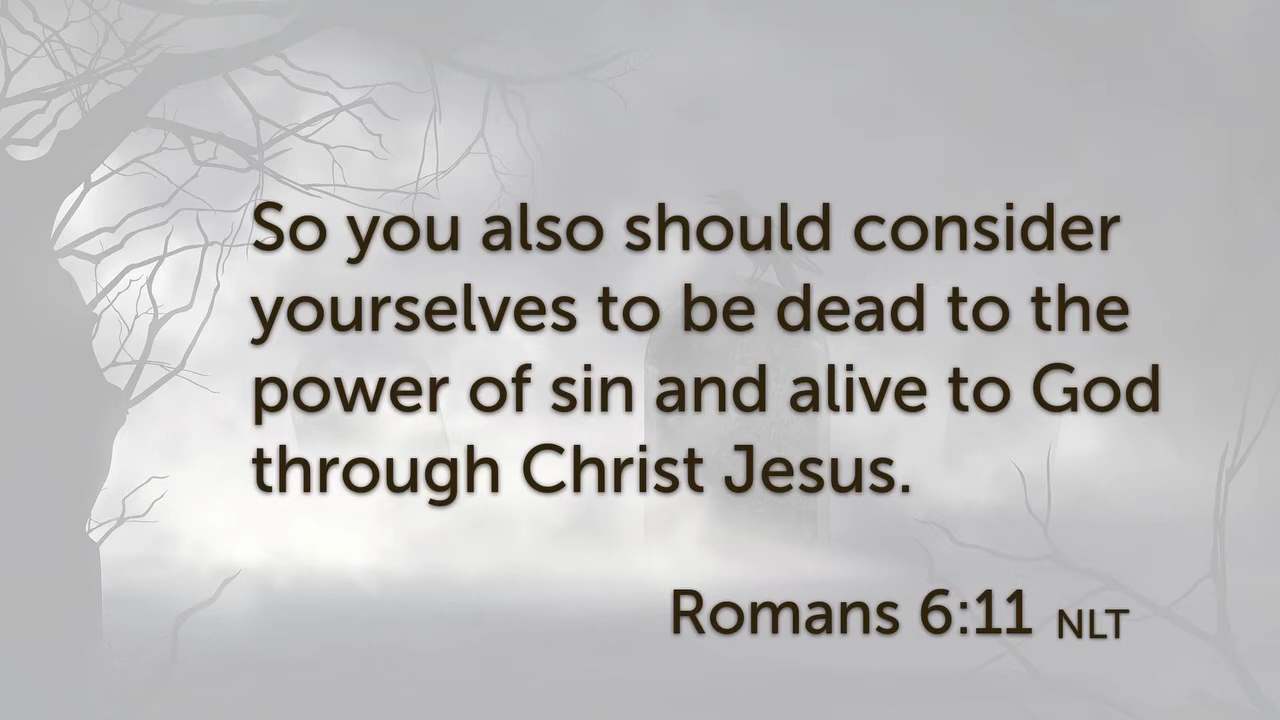 So you also should consider
yourselves to be dead to the
power of sin and alive to God
through Christ Jesus.
Romans 6:11 NLT